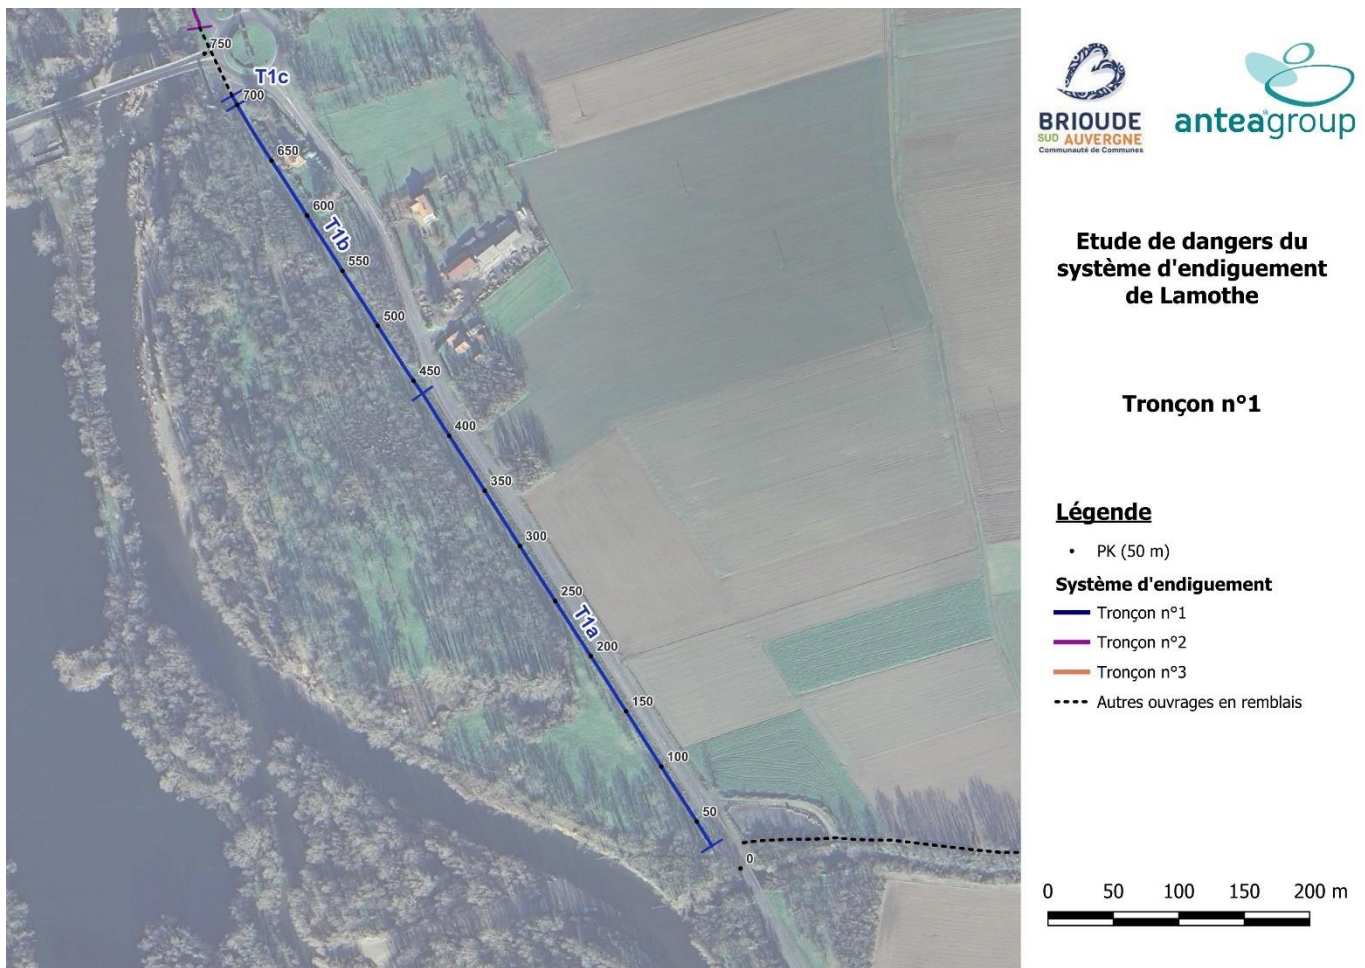 750
T1c
700
650
600
T1b
550
500
450
400
350
300
250
T1a
200
150
100
50
0
BRIOUDE
SUD AUVERGNE
Communauté de Communes
anteagroup
Etude de dangers du
système d'endiguement
de Lamothe
Tronçon n°1
Légende
PK (50 m)
Système d'endiguement
Tronçon n°1
Tronçon n°2
Tronçon n°3
Autres ouvrages en remblais
0 50 100 150 200 m